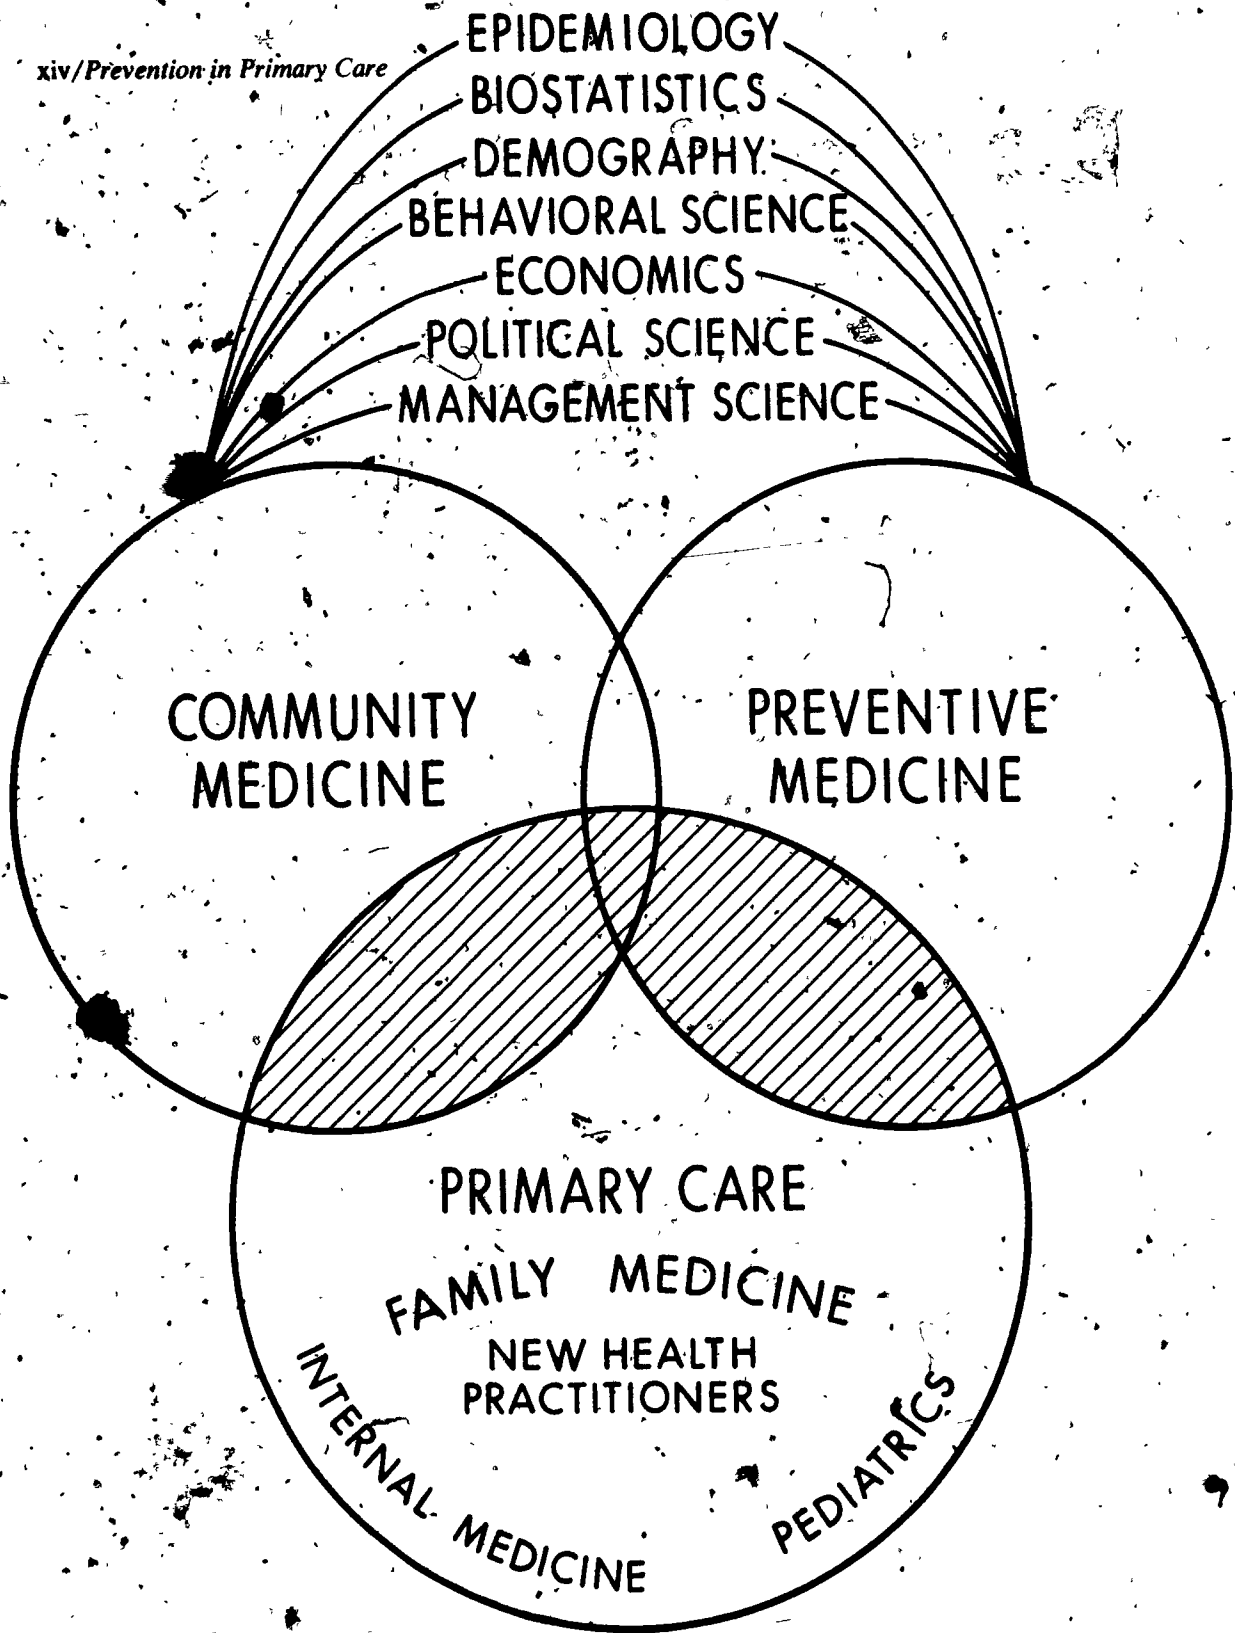 xiv/Prevention in Primary Care
EPIDEMIOLOGY
BIOSTATISTICS
DEMOGRAPHY
BEHAVIORAL SCIENCE
ECONOMICS
POLITICAL SCIENCE
MANAGEMENT SCIENCE
COMMUNITY
MEDICINE
PREVENTIVE
MEDICINE
PRIMARY CARE
FAMILY MEDICINE
NEW HEALTH
PRACTITIONERS
INTERNAL MEDICINE
PEDIATRICS